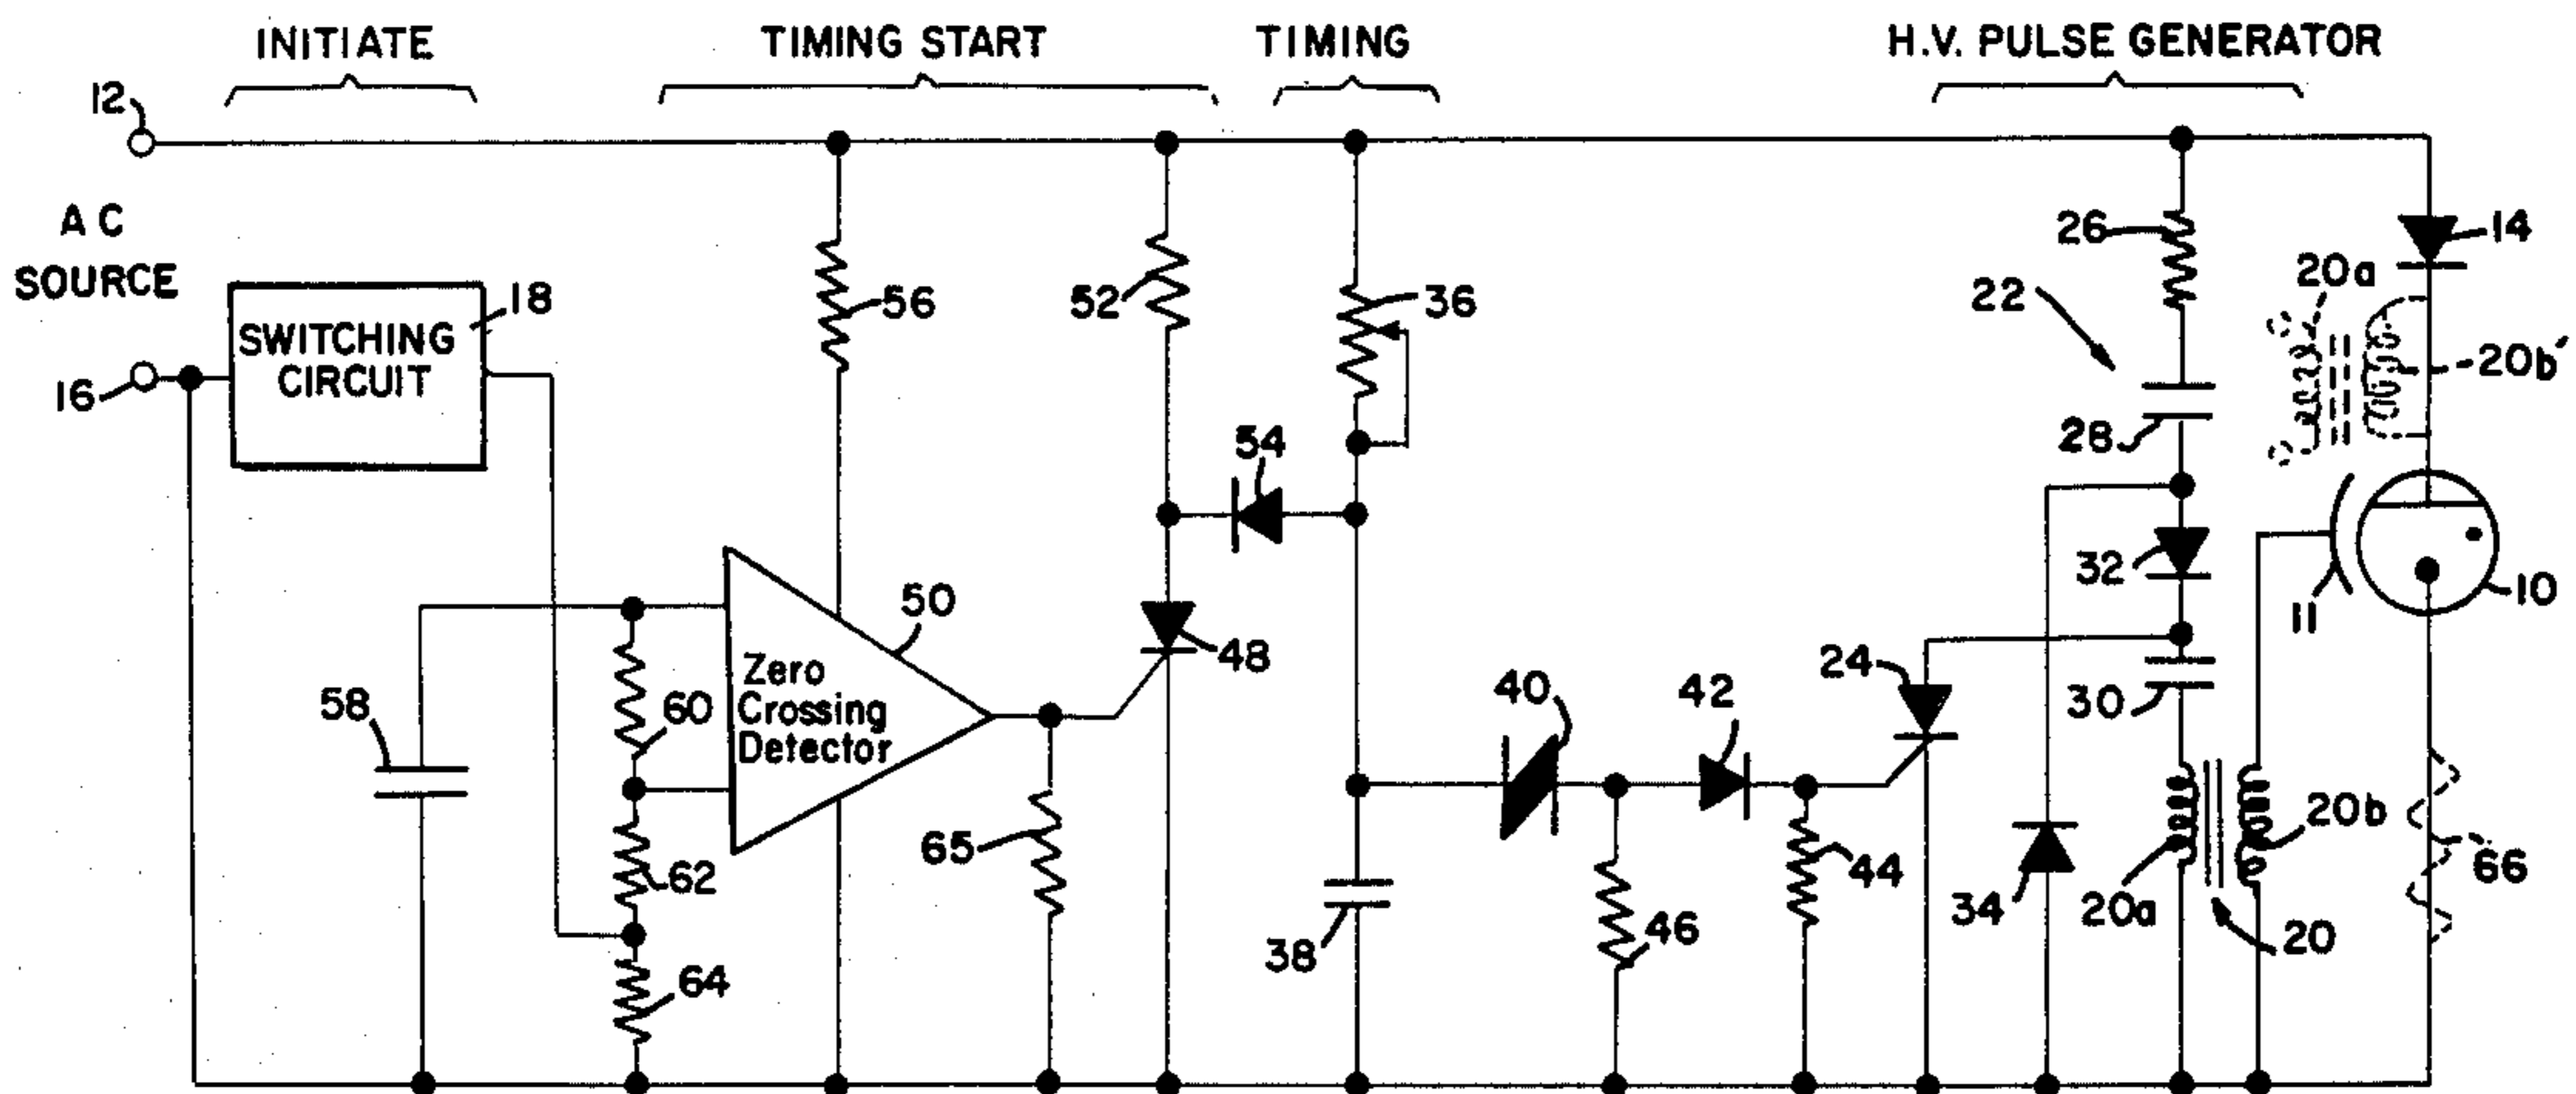 INITIATE
TIMING START
TIMING
H.V. PULSE GENERATOR
12
AC
SOURCE
16
SWITCHING
CIRCUIT
18
56
52
36
26
22
28
14
20a
20b'
54
50
48
Zero
Crossing
Detector
58
60
62
64
65
38
40
42
46
44
24
32
30
34
20a
20b
20
11
10
66